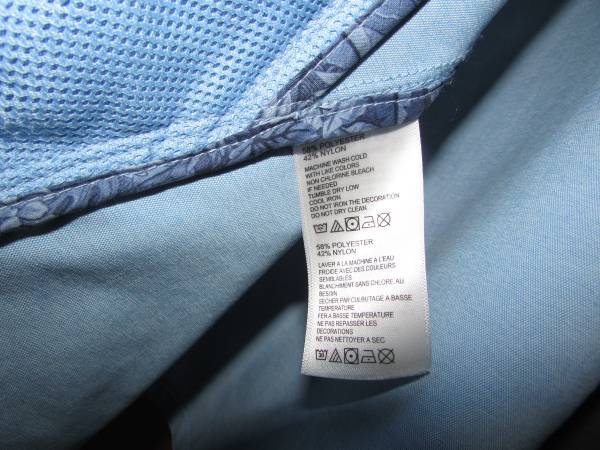 58% POLYESTER
42% NYLON
MACHINE WASH COLD
WITH LIKE COLORS
NON CHLORINE BLEACH
IF NEEDED
TUMBLE DRY LOW
COOL IRON
DO NOT IRON THE DECORATION
DO NOT DRY CLEAN
58% POLYESTER
42% NYLON
LAVER A LA MACHINE A L'EAU
FROIDE AVEC DES COULEURS
SEMBLABLES
BLANCHIMENT SANS CHLORE AU
BESOIN
SECHER PAR CULBUTAGE A BASSE
TEMPERATURE
FER A BASSE TEMPERATURE
NE PAS REPASSER LES
DECORATIONS
NE PAS NETTOYER A SEC